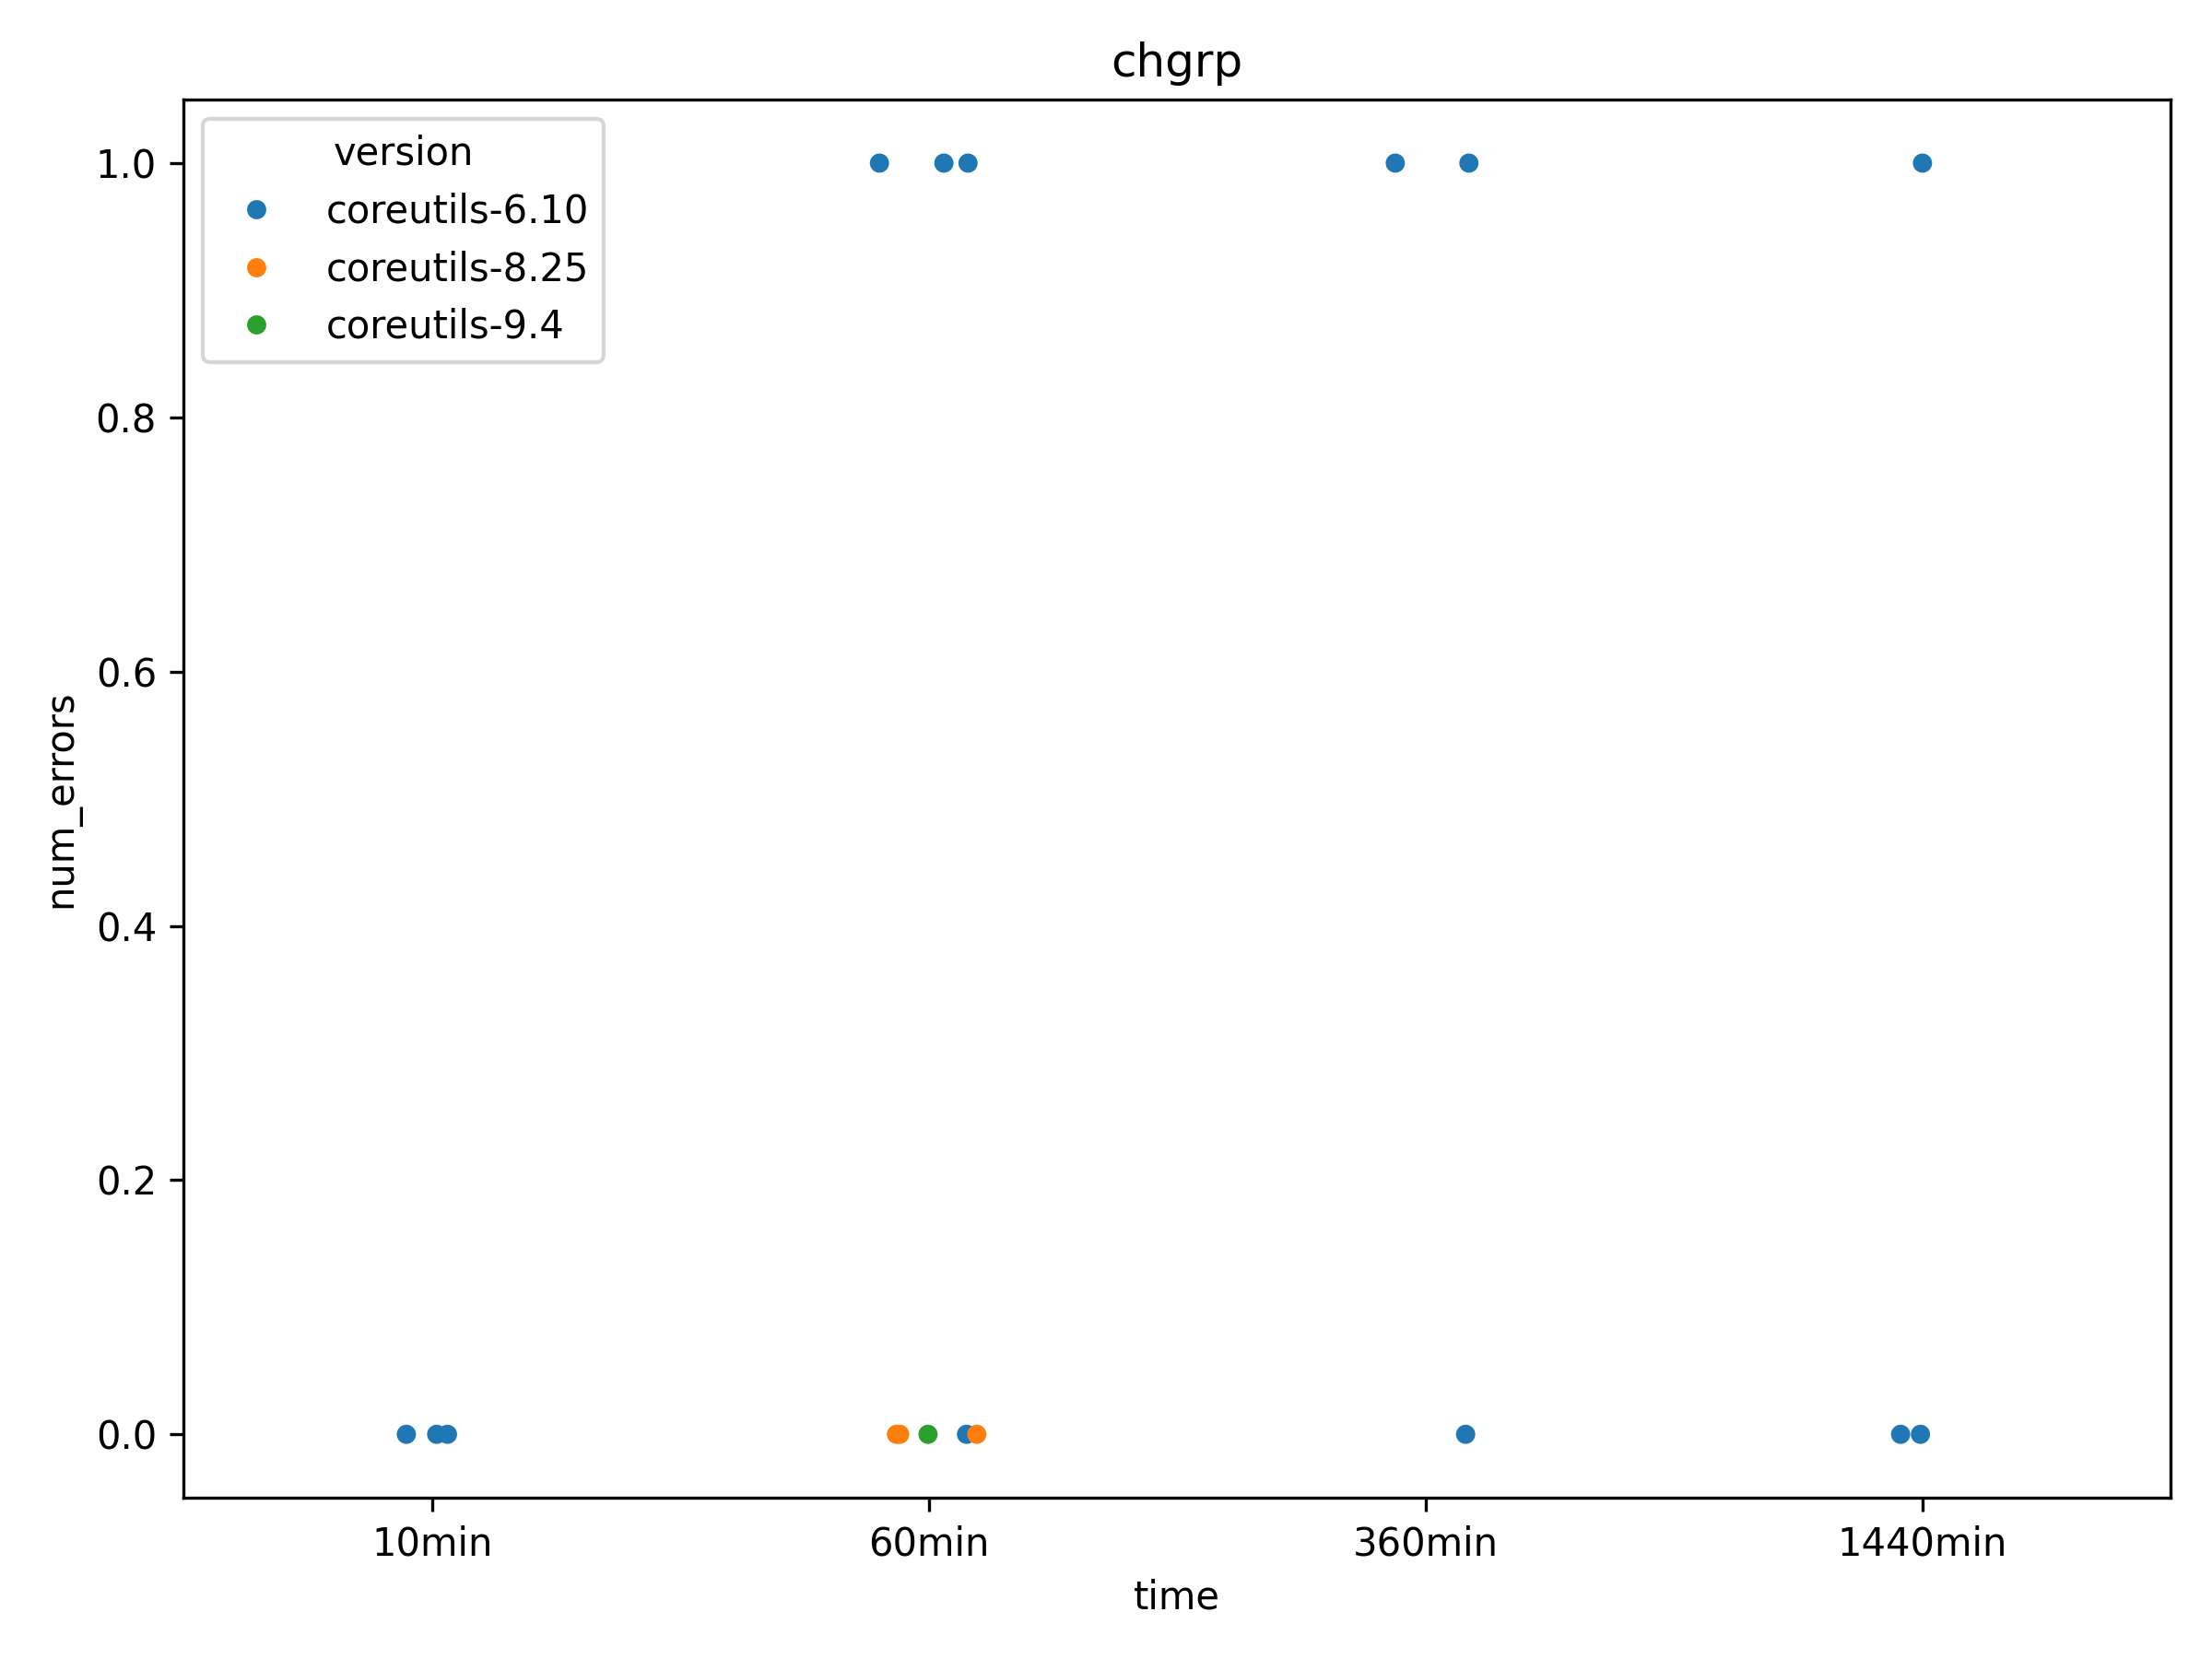 chgrp
version
coreutils-6.10
coreutils-8.25
coreutils-9.4
1.0
0.8
0.6
0.4
0.2
0.0
num_errors
10min 60min 360min 1440min
time